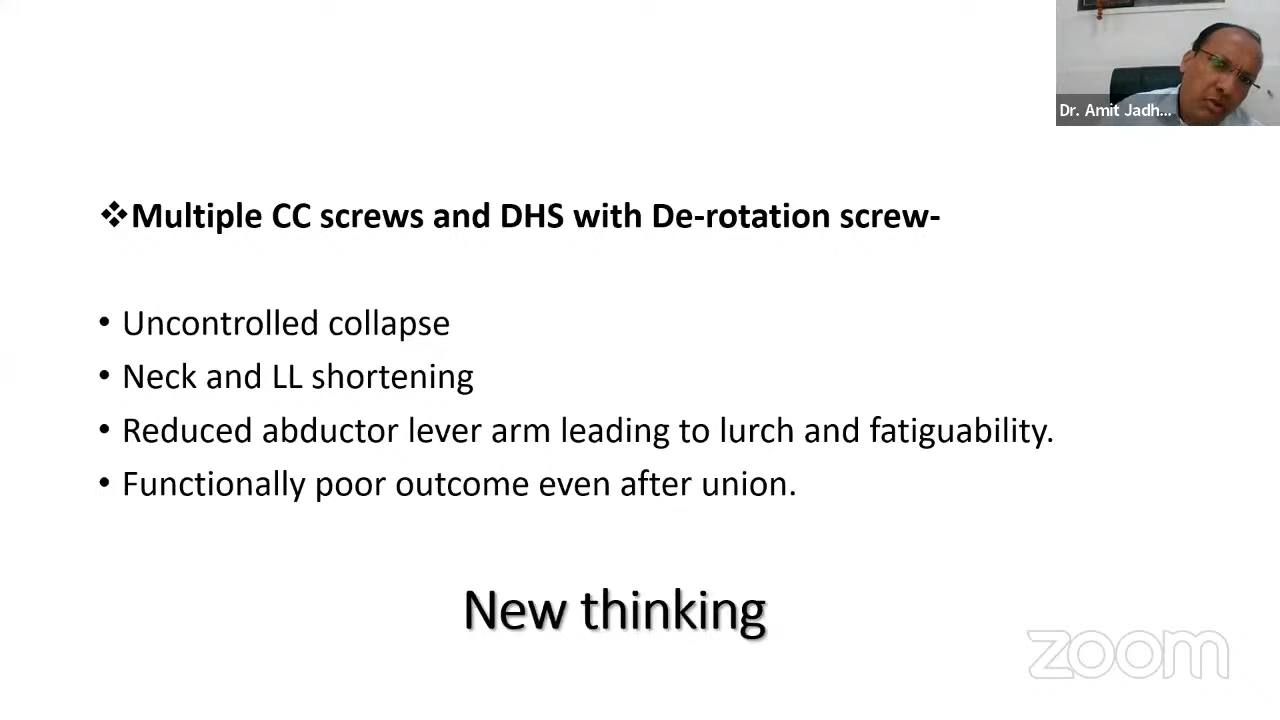 Dr. Amit Jadh...
❖Multiple CC screws and DHS with De-rotation screw-
• Uncontrolled collapse
• Neck and LL shortening
• Reduced abductor lever arm leading to lurch and fatiguability.
• Functionally poor outcome even after union.
New thinking
zoom